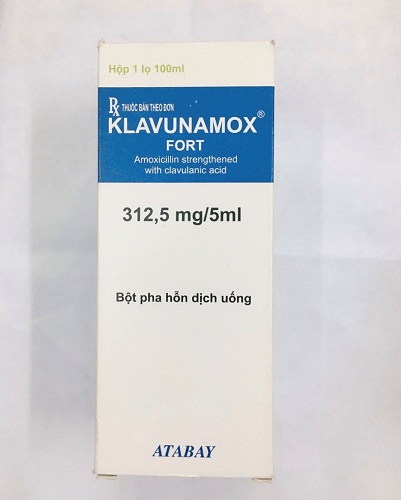 Hộp 1 lọ 100ml
Rx THUỐC BÁN THEO ĐƠN
KLAVUNAMOX®
FORT
Amoxicillin strengthened
with clavulanic acid
312,5 mg/5ml
Bột pha hỗn dịch uống
ATABAY